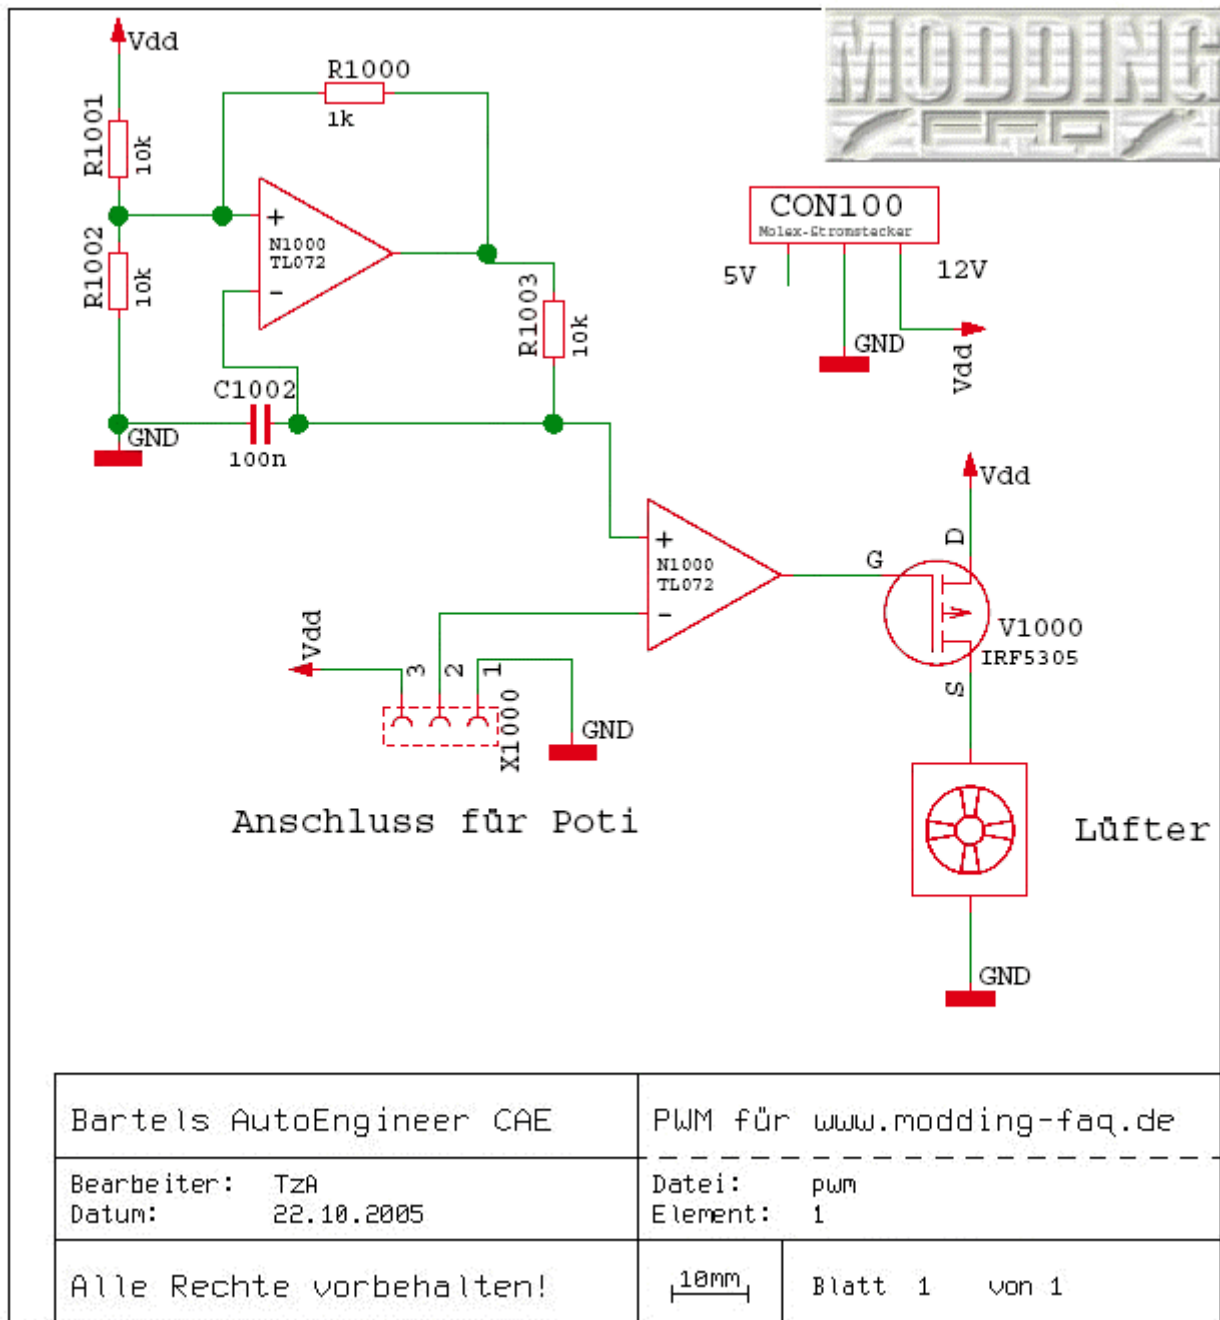 Vdd
MODDING
FAQ
R1000
1k
R1001
10k
CON100
Molex-Stromstecker
+
N1000
TL072
-
R1002
10k
5V
12V
R1003
10k
GND
Vdd
C1002
GND
100n
Vdd
+
N1000
TL072
-
G
D
V1000
IRF5305
S
Vdd
3
2
1
X1000
GND
Anschluss für Poti
Lüfter
GND
Bartels AutoEngineer CAE
PWM für www.modding-faq.de
Bearbeiter: TzA
Datum: 22.10.2005
Datei: pwm
Element: 1
Alle Rechte vorbehalten!
10mm
Blatt 1 von 1